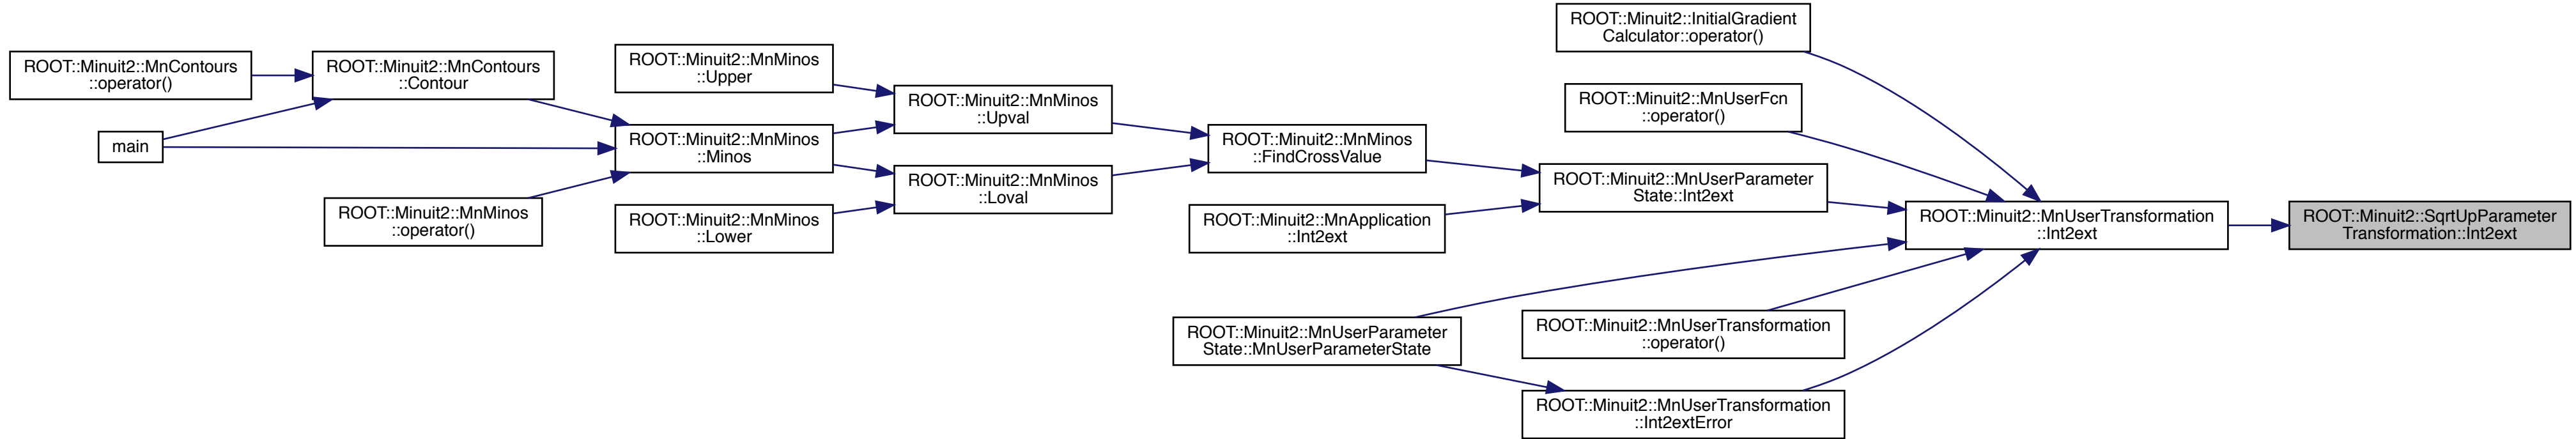 ROOT::Minuit2::MnContours
::operator()
ROOT::Minuit2::MnContours
::Contour
main
ROOT::Minuit2::MnMinos
::operator()
ROOT::Minuit2::MnMinos
::Upper
ROOT::Minuit2::MnMinos
::Minos
ROOT::Minuit2::MnMinos
::Lower
ROOT::Minuit2::MnMinos
::Upval
ROOT::Minuit2::MnMinos
::Loval
ROOT::Minuit2::MnMinos
::FindCrossValue
ROOT::Minuit2::MnApplication
::Int2ext
ROOT::Minuit2::MnUserParameter
State::MnUserParameterState
ROOT::Minuit2::InitialGradient
Calculator::operator()
ROOT::Minuit2::MnUserFcn
::operator()
ROOT::Minuit2::MnUserParameter
State::Int2ext
ROOT::Minuit2::MnUserTransformation
::operator()
ROOT::Minuit2::MnUserTransformation
::Int2extError
ROOT::Minuit2::MnUserTransformation
::Int2ext
ROOT::Minuit2::SqrtUpParameter
Transformation::Int2ext